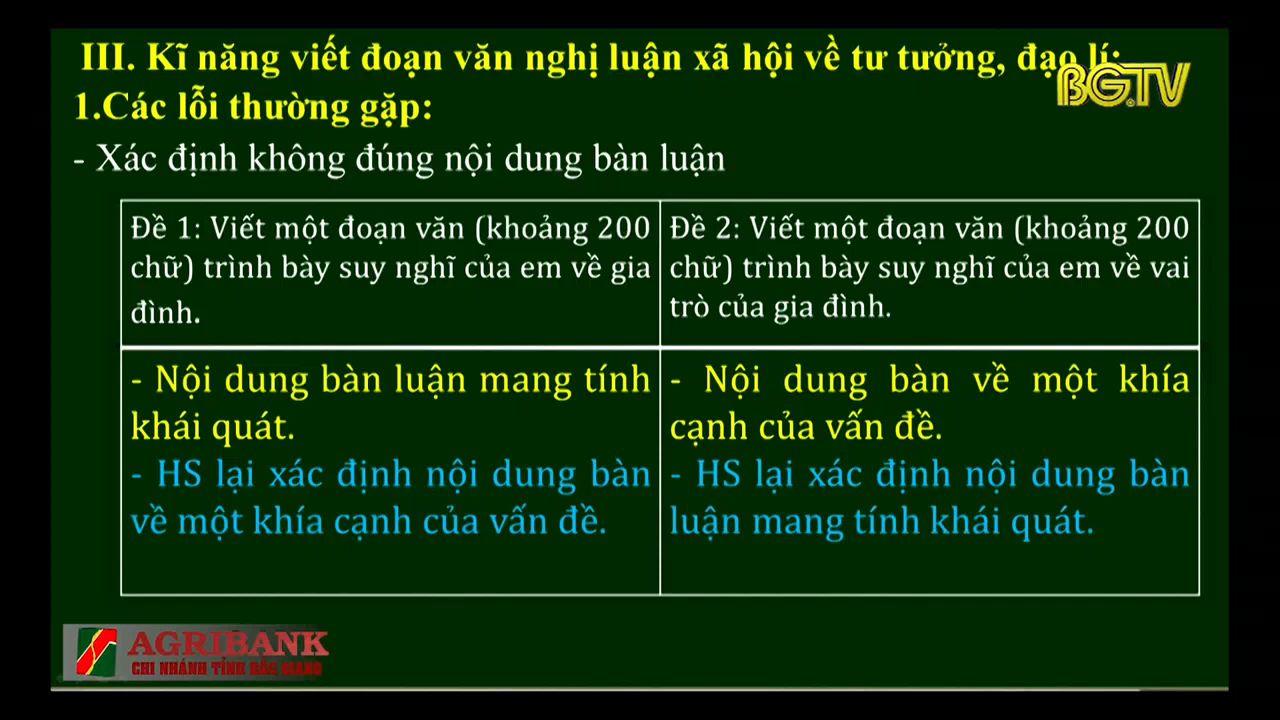 III. Kĩ năng viết đoạn văn nghị luận xã hội về tư tưởng, đạo lí:
BGTV
1.Các lỗi thường gặp:
- Xác định không đúng nội dung bàn luận
Đề 1: Viết một đoạn văn (khoảng 200
chữ) trình bày suy nghĩ của em về gia
đình.
Đề 2: Viết một đoạn văn (khoảng 200
chữ) trình bày suy nghĩ của em về vai
trò của gia đình.
- Nội dung bàn luận mang tính
khái quát.
- HS lại xác định nội dung bàn
về một khía cạnh của vấn đề.
- Nội dung bàn về một khía
cạnh của vấn đề.
- HS lại xác định nội dung bàn
luận mang tính khái quát.
AGRIBANK
CHI NHÁNH TỈNH BẮC GIANG